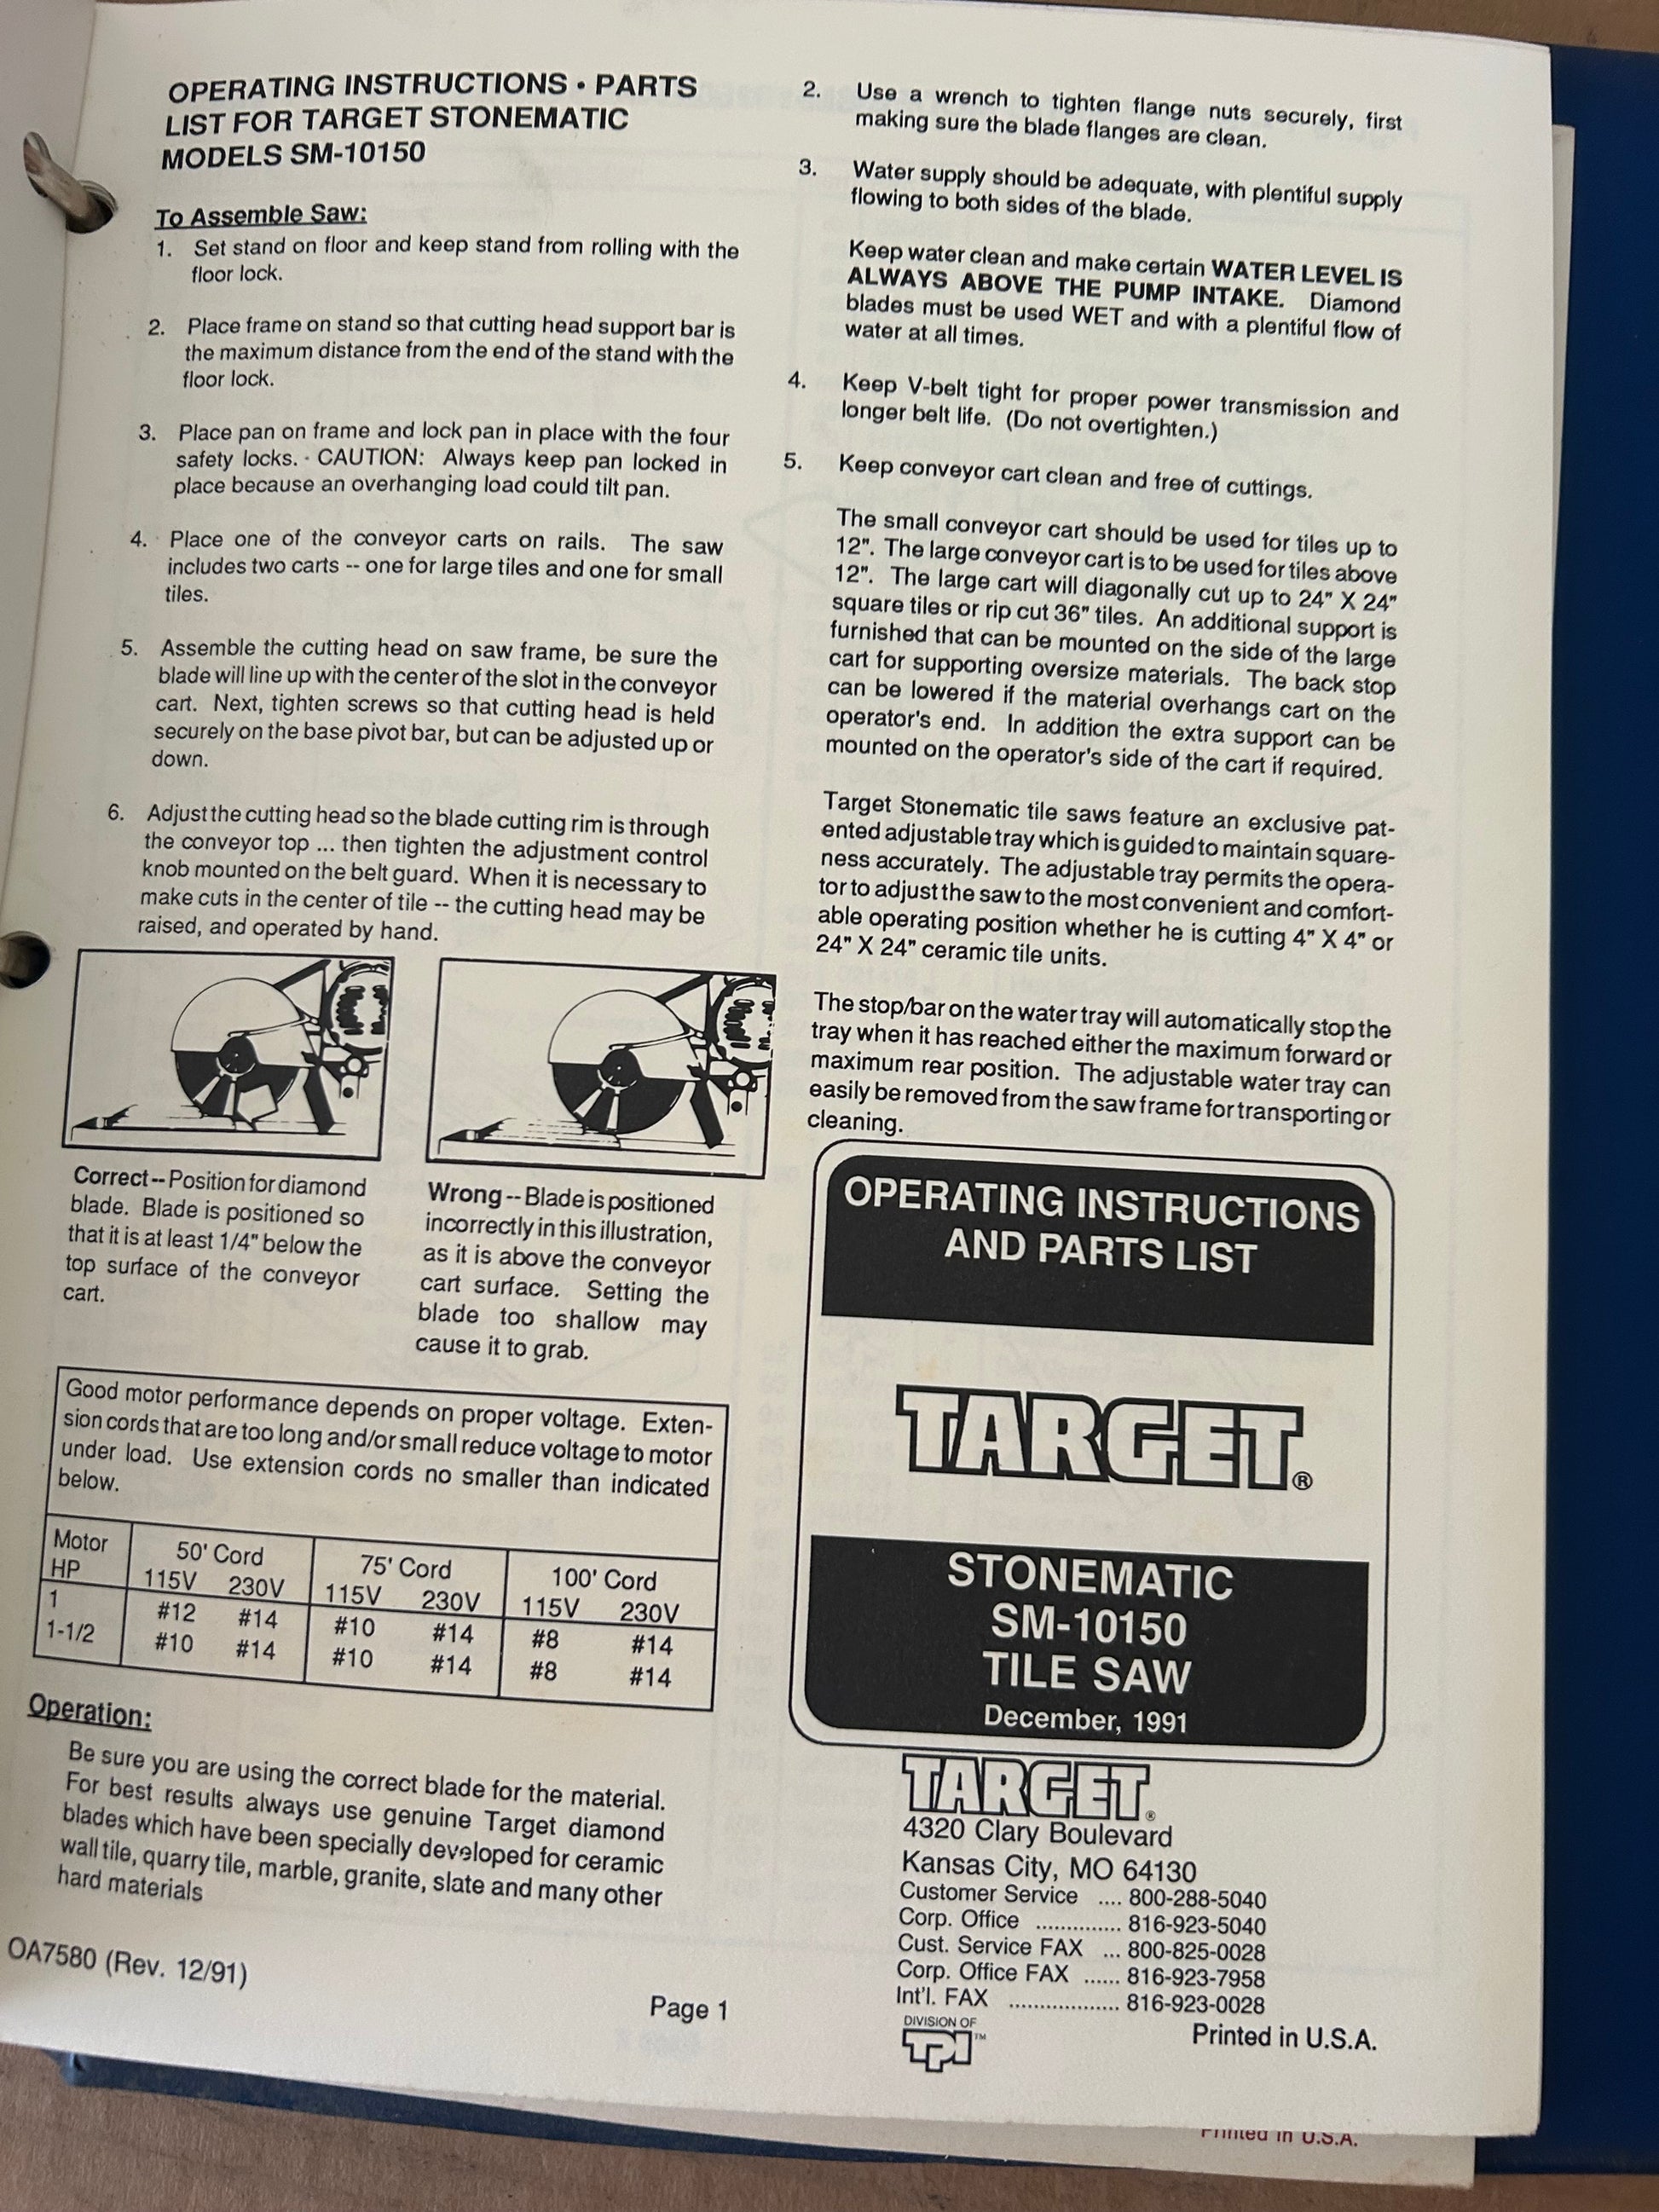 OPERATING INSTRUCTIONS • PARTS
LIST FOR TARGET STONEMATIC
MODELS SM-10150
To Assemble Saw:
1. Set stand on floor and keep stand from rolling with the
floor lock.
2. Place frame on stand so that cutting head support bar is
the maximum distance from the end of the stand with the
floor lock.
3. Place pan on frame and lock pan in place with the four
safety locks. CAUTION: Always keep pan locked in
place because an overhanging load could tilt pan.
4. Place one of the conveyor carts on rails. The saw
includes two carts -- one for large tiles and one for small
tiles.
5. Assemble the cutting head on saw frame, be sure the
blade will line up with the center of the slot in the conveyor
cart. Next, tighten screws so that cutting head is held
securely on the base pivot bar, but can be adjusted up or
down.
6. Adjust the cutting head so the blade cutting rim is through
the conveyor top ... then tighten the adjustment control
knob mounted on the belt guard. When it is necessary to
make cuts in the center of tile -- the cutting head may be
raised, and operated by hand.
Correct -- Position for diamond
blade. Blade is positioned so
that it is at least 1/4" below the
top surface of the conveyor
cart.
Wrong -- Blade is positioned
incorrectly in this illustration,
as it is above the conveyor
cart surface. Setting the
blade too shallow may
cause it to grab.
Good motor performance depends on proper voltage. Exten-
sion cords that are too long and/or small reduce voltage to motor
under load. Use extension cords no smaller than indicated
below.
Motor HP 50' Cord 75' Cord 100' Cord
115V 230V 115V 230V 115V 230V
1 #12 #14 #10 #14 #8 #14
1-1/2 #10 #14 #10 #14 #8 #14
Operation:
Be sure you are using the correct blade for the material.
For best results always use genuine Target diamond
blades which have been specially developed for ceramic
wall tile, quarry tile, marble, granite, slate and many other
hard materials
OA7580 (Rev. 12/91)
Page 1
2. Use a wrench to tighten flange nuts securely, first
making sure the blade flanges are clean.
3. Water supply should be adequate, with plentiful supply
flowing to both sides of the blade.
Keep water clean and make certain WATER LEVEL IS
ALWAYS ABOVE THE PUMP INTAKE. Diamond
blades must be used WET and with a plentiful flow of
water at all times.
4. Keep V-belt tight for proper power transmission and
longer belt life. (Do not overtighten.)
5. Keep conveyor cart clean and free of cuttings.
The small conveyor cart should be used for tiles up to
12". The large conveyor cart is to be used for tiles above
12". The large cart will diagonally cut up to 24" X 24"
square tiles or rip cut 36" tiles. An additional support is
furnished that can be mounted on the side of the large
cart for supporting oversize materials. The back stop
can be lowered if the material overhangs cart on the
operator's end. In addition the extra support can be
mounted on the operator's side of the cart if required.
Target Stonematic tile saws feature an exclusive pat-
ented adjustable tray which is guided to maintain square-
ness accurately. The adjustable tray permits the opera-
tor to adjust the saw to the most convenient and comfort-
able operating position whether he is cutting 4" X 4" or
24" X 24" ceramic tile units.
The stop/bar on the water tray will automatically stop the
tray when it has reached either the maximum forward or
maximum rear position. The adjustable water tray can
easily be removed from the saw frame for transporting or
cleaning.
OPERATING INSTRUCTIONS
AND PARTS LIST
TARGET®
STONEMATIC
SM-10150
TILE SAW
December, 1991
TARGET®
4320 Clary Boulevard
Kansas City, MO 64130
Customer Service .... 800-288-5040
Corp. Office .............. 816-923-5040
Cust. Service FAX ... 800-825-0028
Corp. Office FAX ...... 816-923-7958
Int'l. FAX .................. 816-923-0028
DIVISION OF
TPI™
Printed in U.S.A.
Printed in U.S.A.